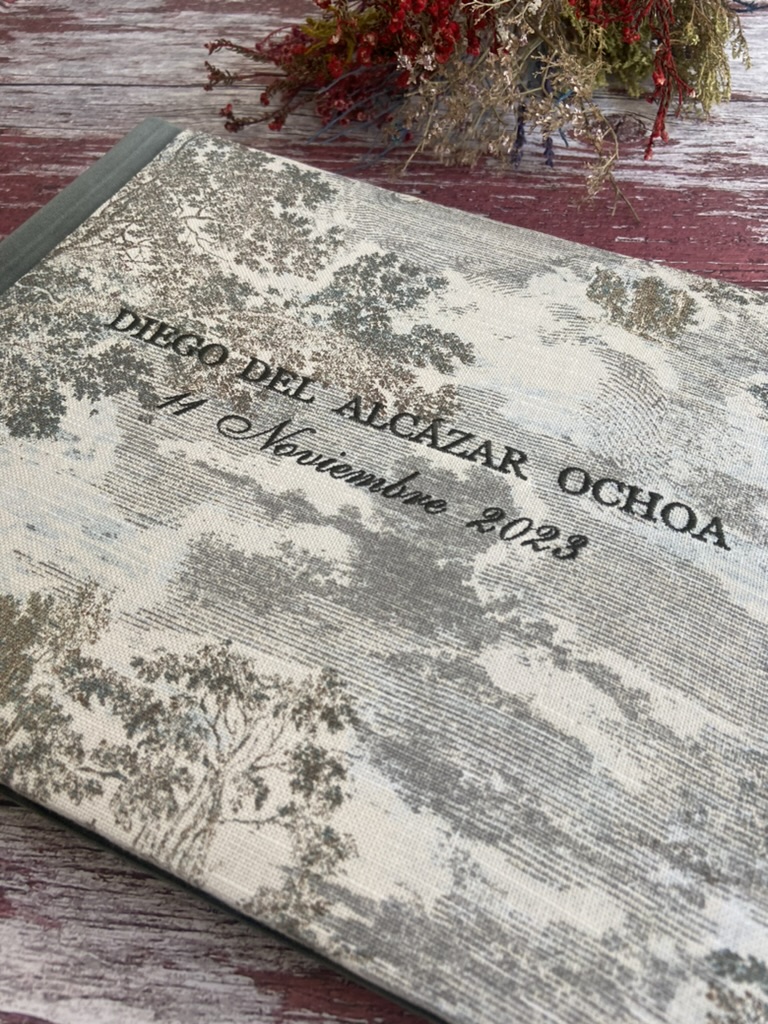 DIEGO DEL ALCÁZAR OCHOA
11 Noviembre 2023